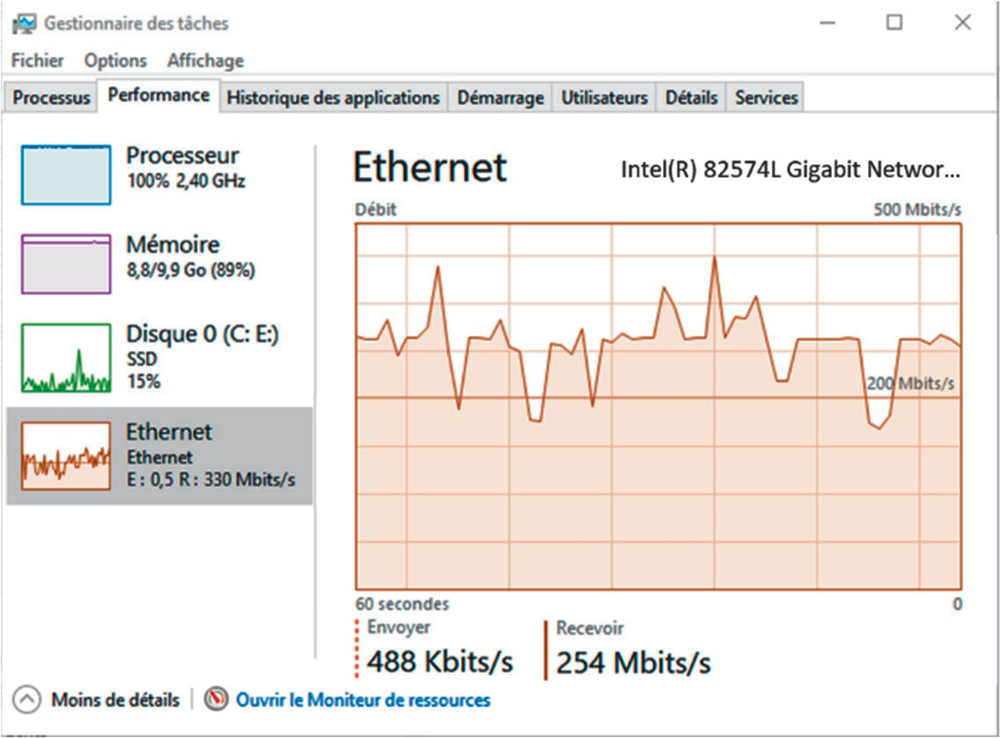 Gestionnaire des tâches
Fichier Options Affichage
Processus Performance Historique des applications Démarrage Utilisateurs Détails Services
Processeur
100% 2,40 GHz
Mémoire
8,8/9,9 Go (89%)
Disque 0 (C: E:)
SSD
15%
Ethernet
Ethernet
E : 0,5 R : 330 Mbits/s
Ethernet Intel(R) 82574L Gigabit Networ...
Débit 500 Mbits/s
200 Mbits/s
60 secondes 0
Envoyer Recevoir
488 Kbits/s 254 Mbits/s
Moins de détails Ouvrir le Moniteur de ressources